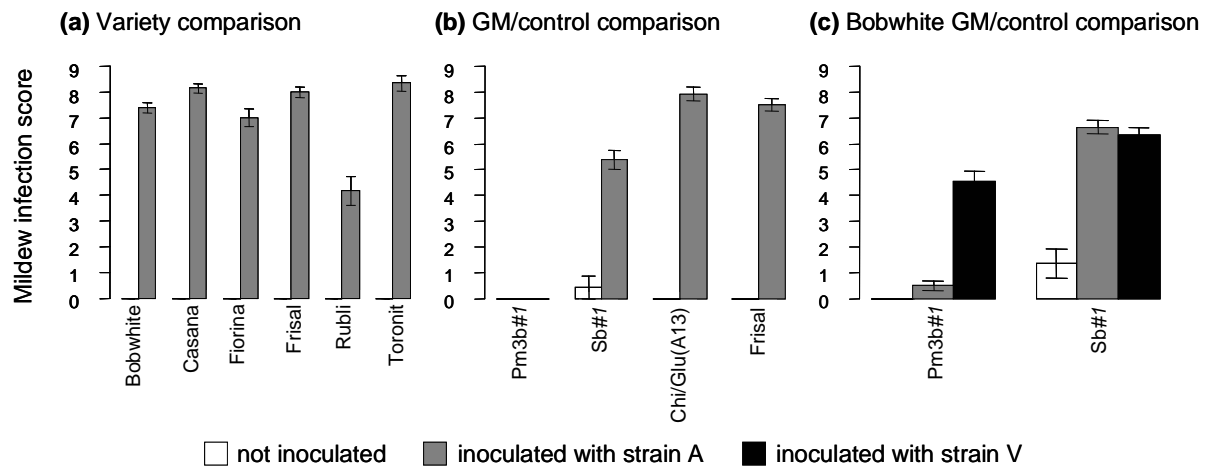 (a) Variety comparison
(b) GM/control comparison
(c) Bobwhite GM/control comparison
Mildew infection score
9
8
7
6
5
4
3
2
1
0
Bobwhite
Casana
Fiorina
Frisal
Rubli
Toronit
9
8
7
6
5
4
3
2
1
0
Pm3b#1
Sb#1
Chi/Glu(A13)
Frisal
9
8
7
6
5
4
3
2
1
0
Pm3b#1
Sb#1
not inoculated
inoculated with strain A
inoculated with strain V